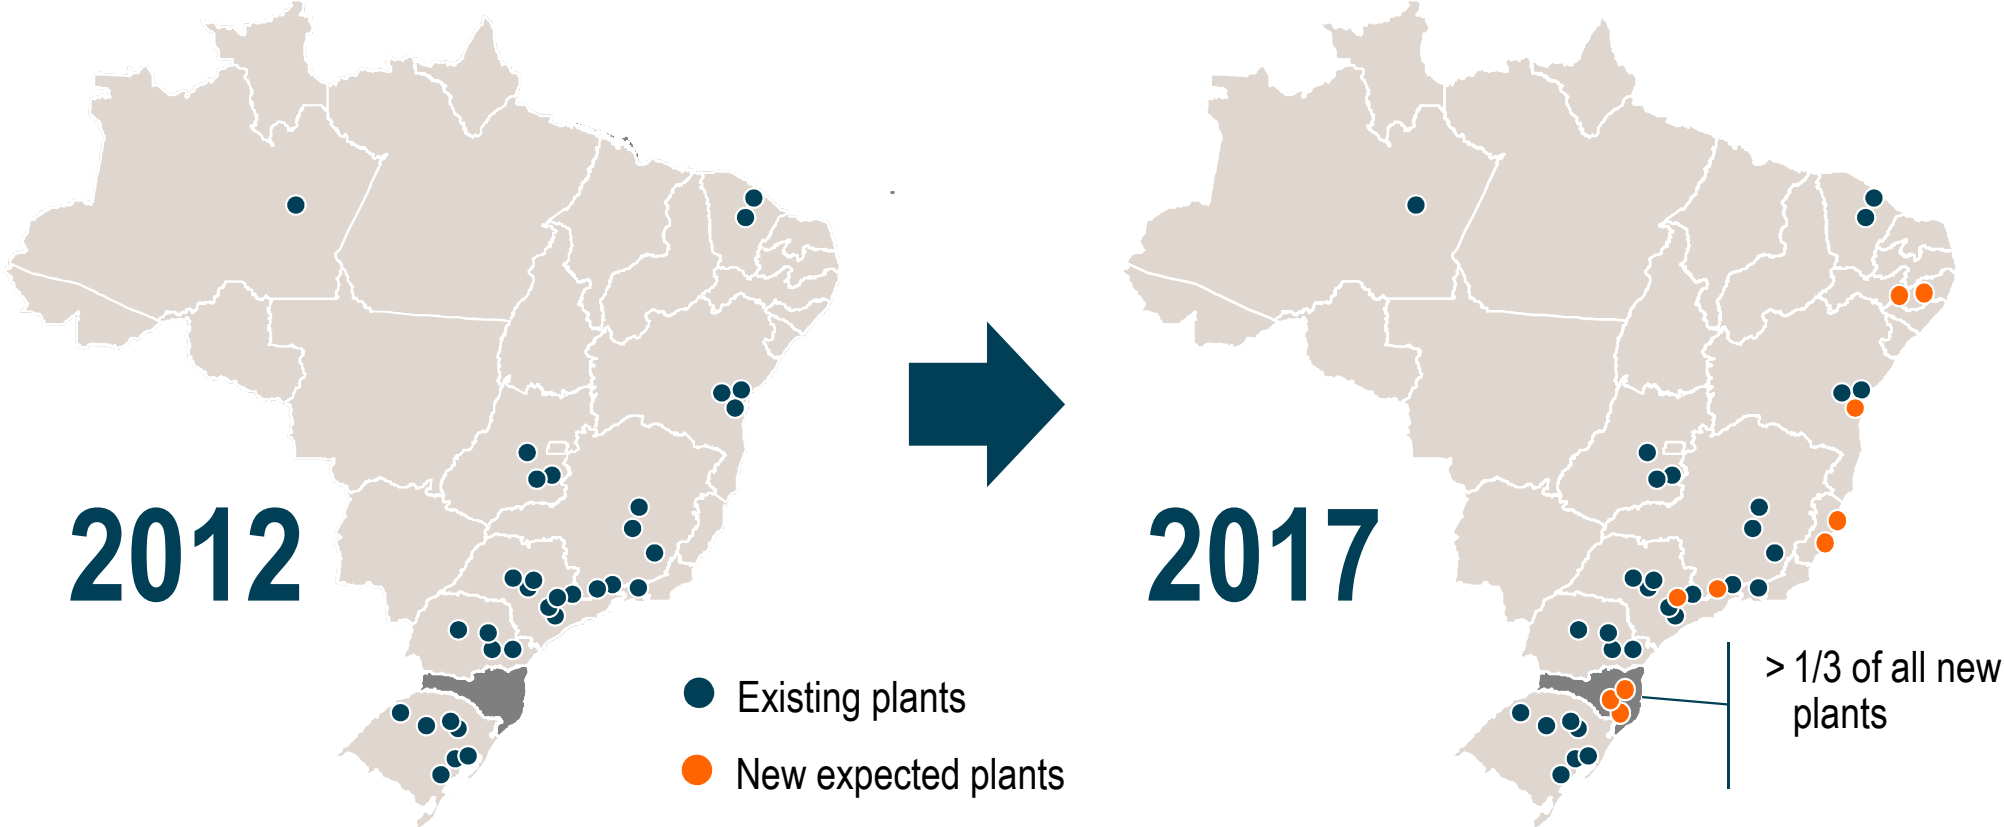 2012
2017
> 1/3 of all new
plants
Existing plants
New expected plants